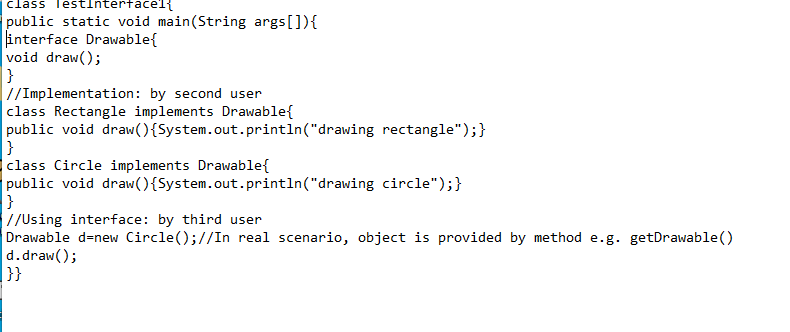 class TestInterface1{
public static void main(String args[]){
interface Drawable{
void draw();
}
//Implementation: by second user
class Rectangle implements Drawable{
public void draw(){System.out.println("drawing rectangle");}
}
class Circle implements Drawable{
public void draw(){System.out.println("drawing circle");}
}
//Using interface: by third user
Drawable d=new Circle();//In real scenario, object is provided by method e.g. getDrawable()
d.draw();
}}